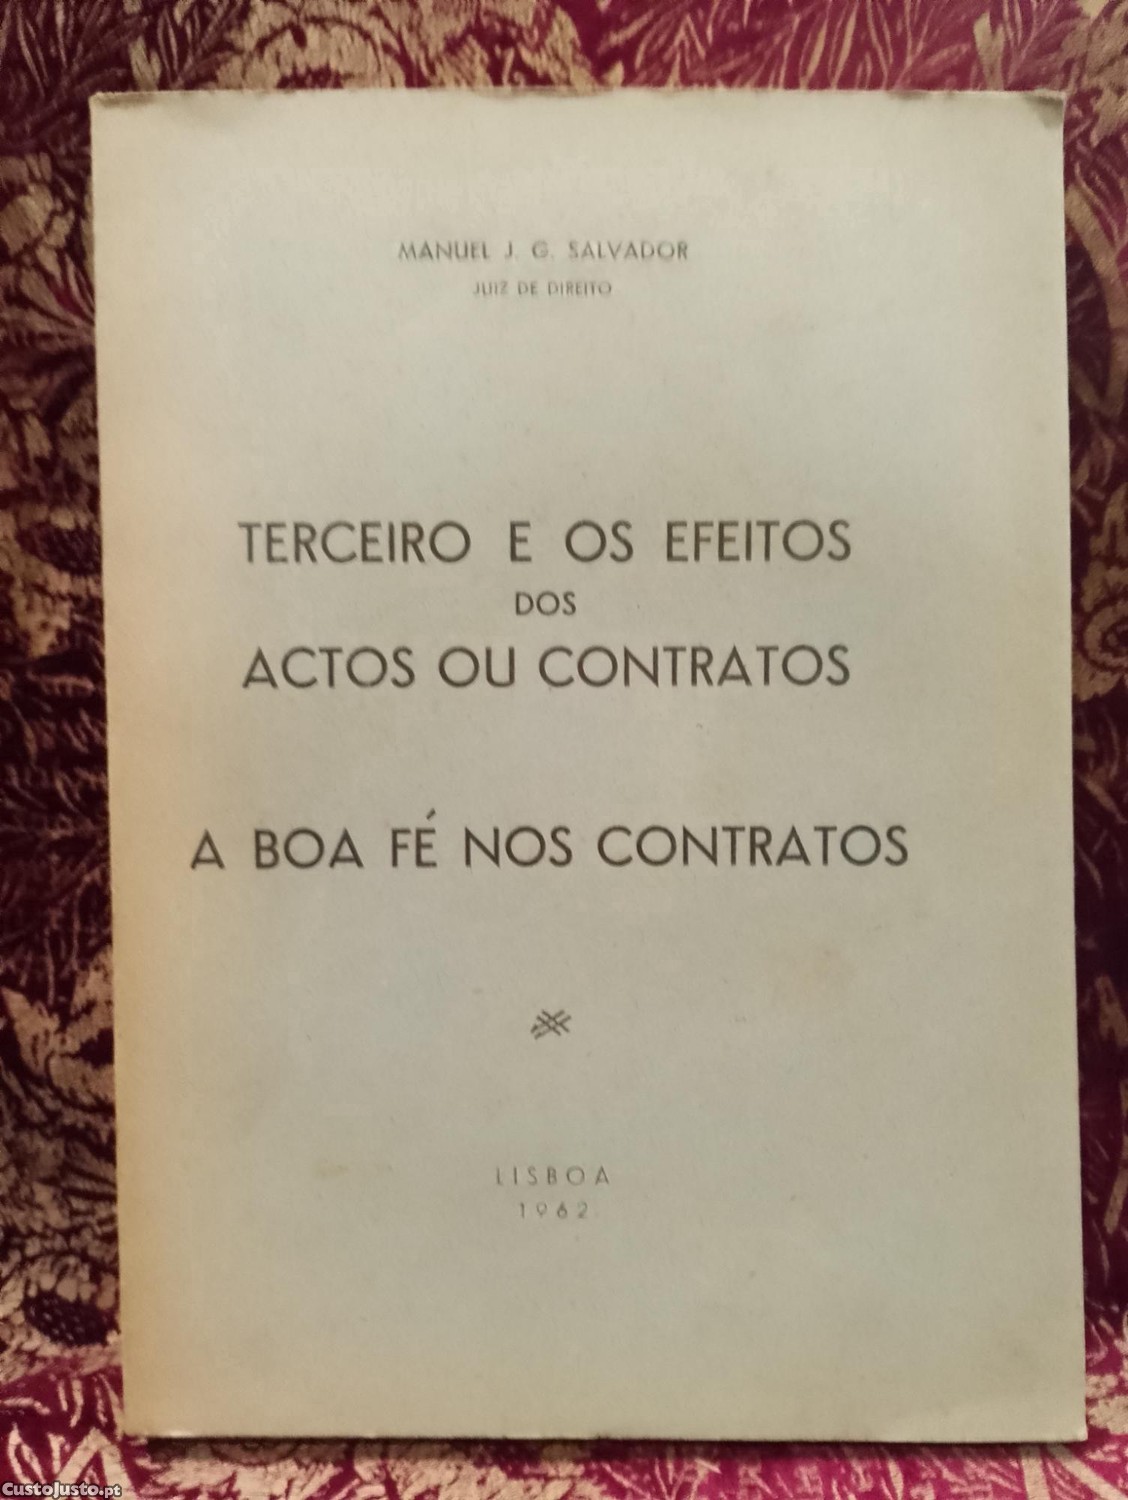 MANUEL J. G. SALVADOR
JUIZ DE DIREITO
TERCEIRO E OS EFEITOS
DOS
ACTOS OU CONTRATOS
A BOA FÉ NOS CONTRATOS
LISBOA
1962
CustoJusto.pt